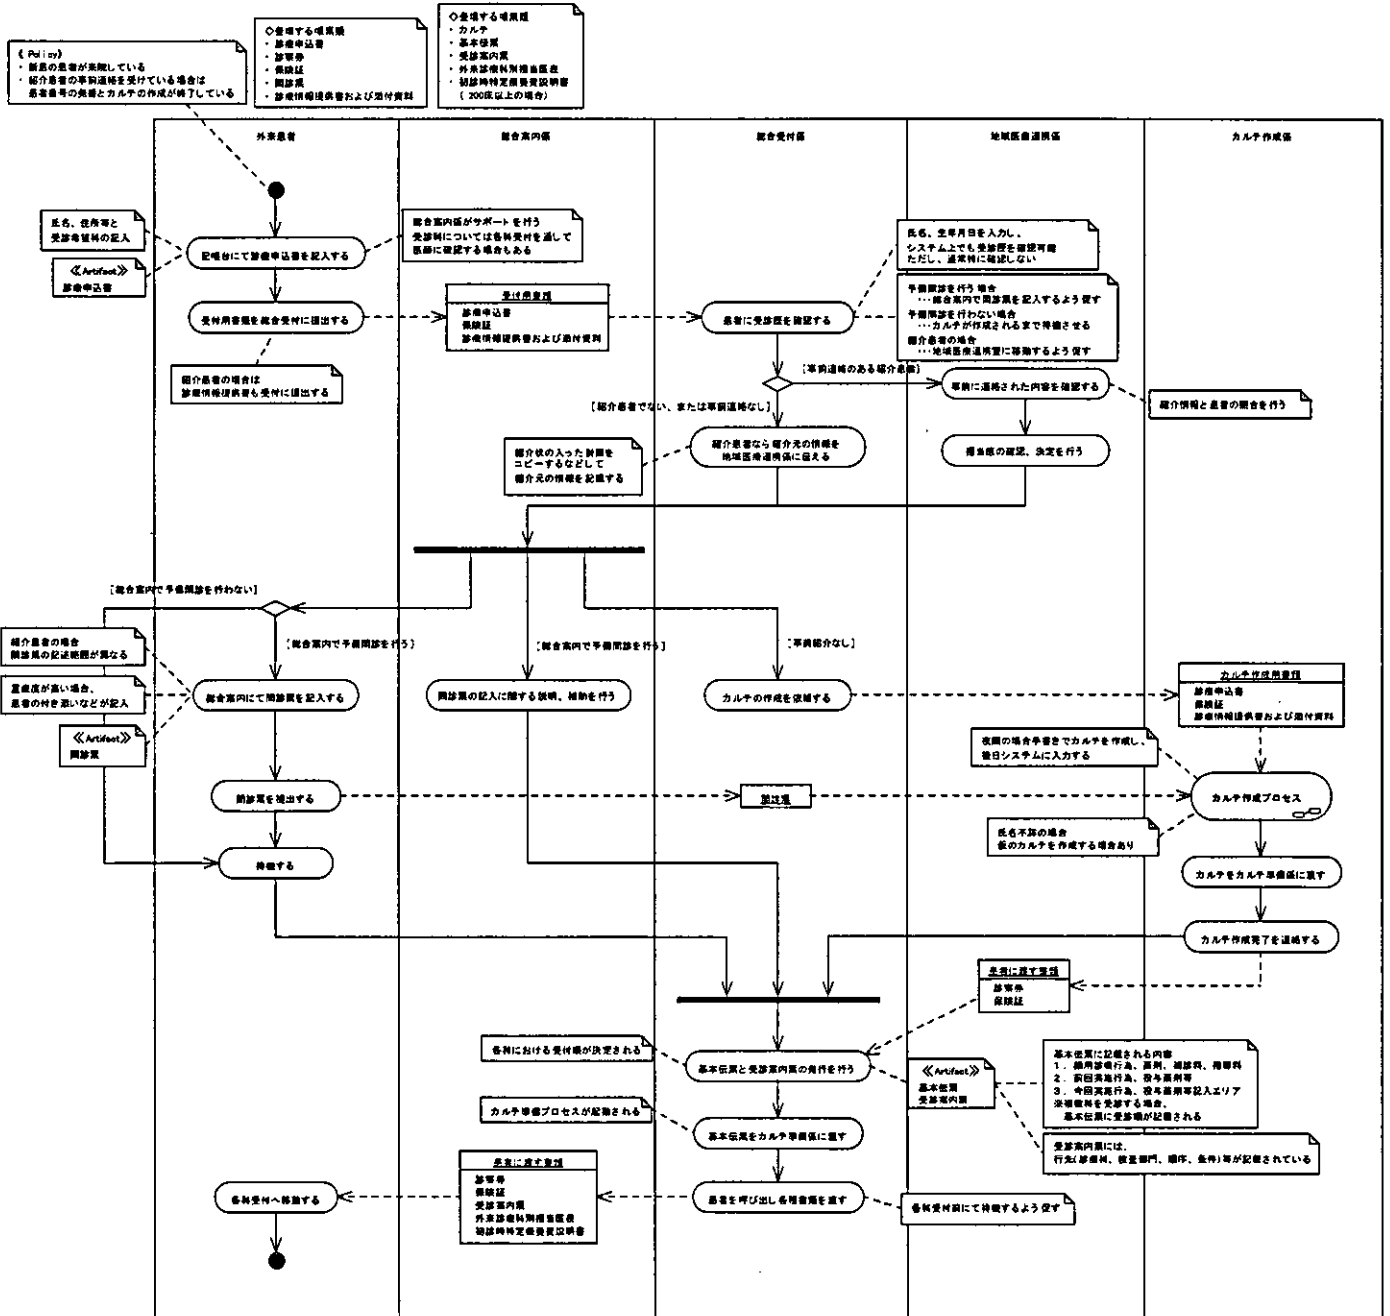 《 Policy》
・ 新患の患者が来院している
・ 紹介患者の事前連絡を受けている場合は
患者番号の発番とカルテの作成が終了している
◇登場する帳票類
・ 診療申込書
・ 診察券
・ 保険証
・ 問診票
・ 診療情報提供書および添付資料
◇登場する帳票類
・ カルテ
・ 基本伝票
・ 受診案内票
・ 外来診療科別担当医表
・ 初診時特定療養費説明書
( 200床以上の場合)
外来患者
総合案内係
総合受付係
地域医療連携係
カルテ作成係
氏名、住所等と
受診希望科の記入
《Artifact》
診療申込書
記帳台にて診療申込書を記入する
総合案内係がサポートを行う
受診科については各科受付を通して
医師に確認する場合もある
氏名、生年月日を入力し、
システム上でも受診歴を確認可能
ただし、通常時に確認しない
受付用書類を総合受付に提出する
受付用書類
診療申込書
保険証
診療情報提供書および添付資料
患者に受診歴を確認する
予備問診を行う場合
…総合案内で問診票を記入するよう促す
予備問診を行わない場合
…カルテが作成されるまで待機させる
紹介患者の場合
…地域医療連携室に移動するよう促す
紹介患者の場合は
診療情報提供書も受付に提出する
[事前連絡のある紹介患者]
事前に連絡された内容を確認する
紹介情報と患者の照合を行う
[紹介患者でない、または事前連絡なし]
紹介状の入った封筒を
コピーするなどして
紹介元の情報を記載する
紹介患者なら紹介元の情報を
地域医療連携係に伝える
担当医の確認、決定を行う
[総合案内で予備問診を行わない]
[総合案内で予備問診を行う]
[総合案内で予備問診を行う]
[事前紹介なし]
紹介患者の場合
問診票の記述範囲が異なる
重症度が高い場合、
患者の付き添いなどが記入
《Artifact》
問診票
総合案内にて問診票を記入する
問診票の記入に関する説明、補助を行う
カルテの作成を依頼する
カルテ作成用書類
診療申込書
保険証
診療情報提供書および添付資料
夜間の場合手書きでカルテを作成し、
後日システムに入力する
問診票を提出する
問診票
カルテ作成プロセス
氏名不詳の場合
仮のカルテを作成する場合あり
待機する
カルテをカルテ準備係に渡す
カルテ作成完了を連絡する
患者に渡す書類
診察券
保険証
各科における受付順が決定される
基本伝票と受診案内票の発行を行う
《Artifact》
基本伝票
受診案内票
基本伝票に記載される内容
２． 前回実施行為、投与薬剤等
３． 今回実施行為、投与薬剤等記入エリア
※複数科を受診する場合、
基本伝票に受診順が記載される
カルテ準備プロセスが起動される
基本伝票をカルテ準備係に渡す
受診案内票には、
行先(診療科、検査部門、順序、条件)等が記載されている
患者に渡す書類
診察券
保険証
受診案内票
外来診療科別担当医表
初診時特定療養費説明書
各科受付へ移動する
患者を呼び出し各種書類を渡す
各科受付前にて待機するよう促す